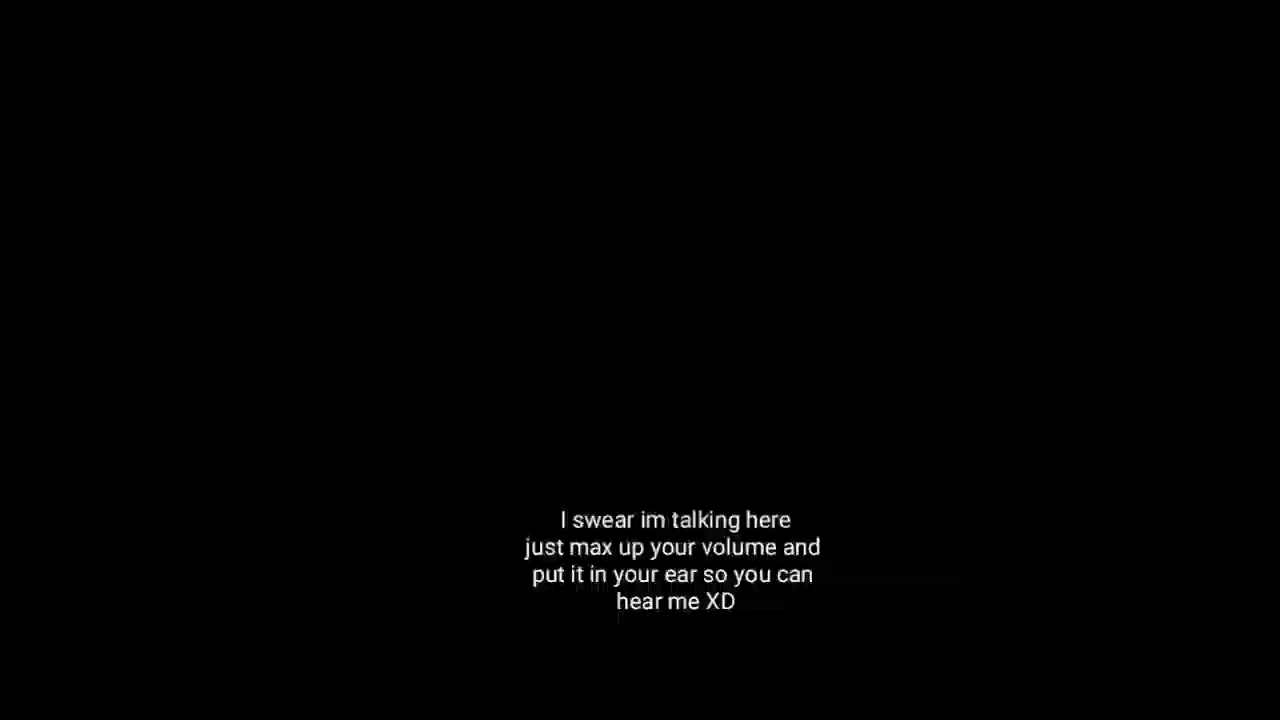 I swear im talking here
just max up your volume and
put it in your ear so you can
hear me XD